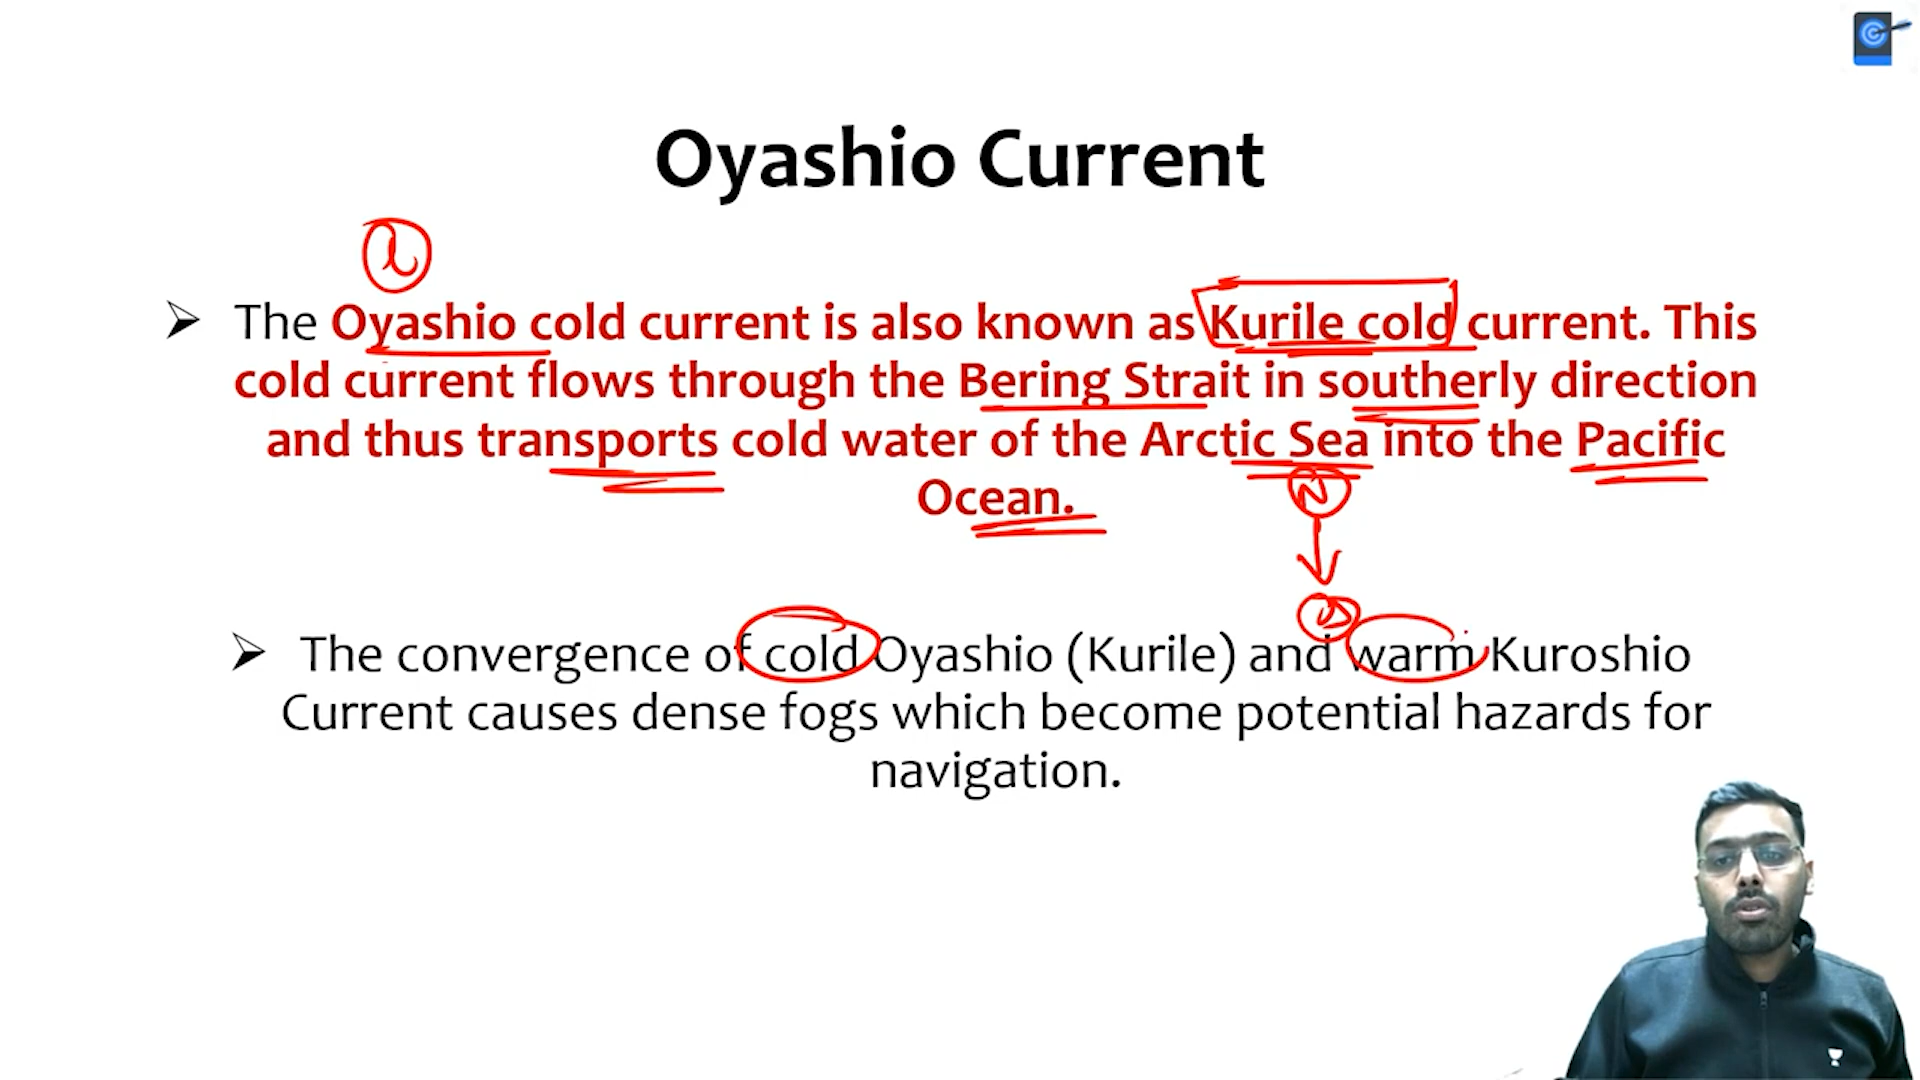 Oyashio Current
The Oyashio cold current is also known as Kurile cold current. This
cold current flows through the Bering Strait in southerly direction
and thus transports cold water of the Arctic Sea into the Pacific
Ocean.
N
The convergence of cold Oyashio (Kurile) and warm Kuroshio
Current causes dense fogs which become potential hazards for
navigation.